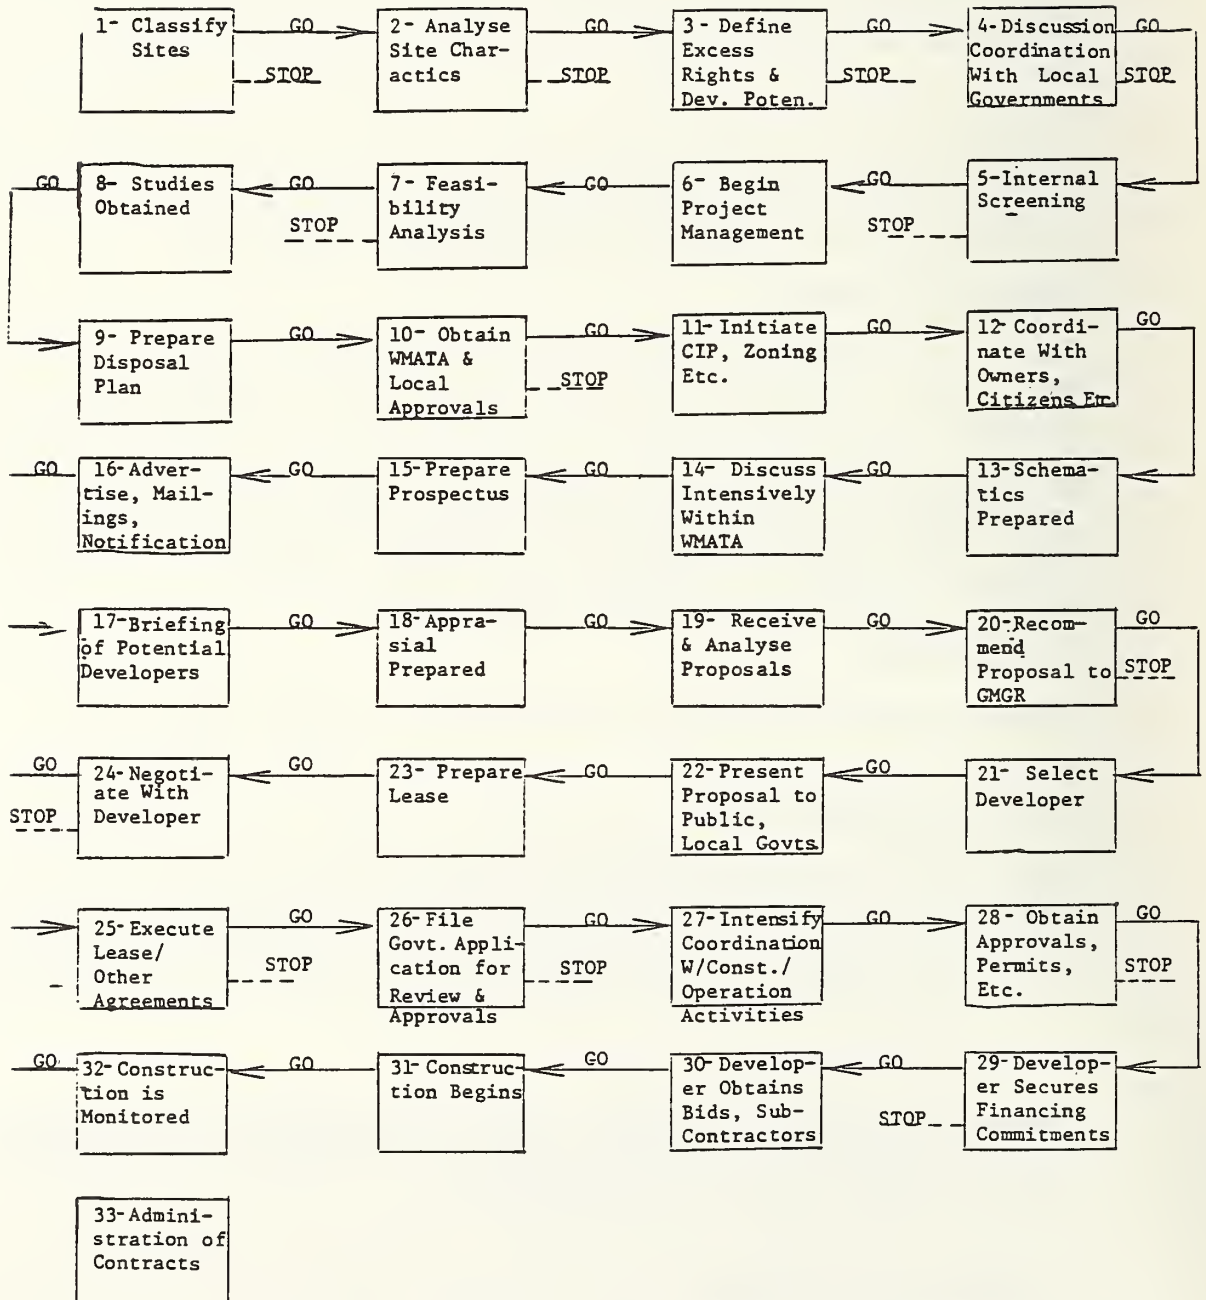 1- Classify
Sites
GO
STOP
2- Analyse
Site Char-
actics
GO
STOP
3- Define
Excess
Rights &
Dev. Poten.
GO
STOP
4-Discussion
Coordination
With Local
Governments
GO
STOP
GO
8- Studies
Obtained
GO
STOP
7- Feasi-
bility
Analysis
GO
6- Begin
Project
Management
GO
STOP
5-Internal
Screening
9- Prepare
Disposal
Plan
GO
10- Obtain
WMATA &
Local
Approvals
GO
STOP
11- Initiate
CIP, Zoning
Etc.
GO
12- Coordi-
nate With
Owners,
Citizens Etc
GO
GO
16-Adver-
tise, Mail-
ings,
Notification
GO
15-Prepare
Prospectus
GO
14- Discuss
Intensively
Within
WMATA
GO
13-Schema-
tics
Prepared
17-Briefing
of Potential
Developers
GO
18-Appra-
sial
Prepared
GO
19- Receive
& Analyse
Proposals
GO
20-Recom-
mend
Proposal to
GMGR
GO
STOP
GO
STOP
24-Negoti-
ate With
Developer
GO
23- Prepare
Lease
GO
22-Present
Proposal to
Public,
Local Govts
GO
21- Select
Developer
25-Execute
Lease/
Other
Agreements
GO
STOP
26-File
Govt. Appli-
cation for
Review &
Approvals
GO
STOP
27-Intensify
Coordination
W/Const./
Operation
Activities
GO
28- Obtain
Approvals,
Permits,
Etc.
GO
STOP
GO
32-Construc-
tion is
Monitored
GO
31-Construc-
tion Begins
GO
30-Develop-
er Obtains
Bids, Sub-
Contractors
GO
STOP
29-Develop-
er Secures
Financing
Commitments
33-Admini-
stration of
Contracts